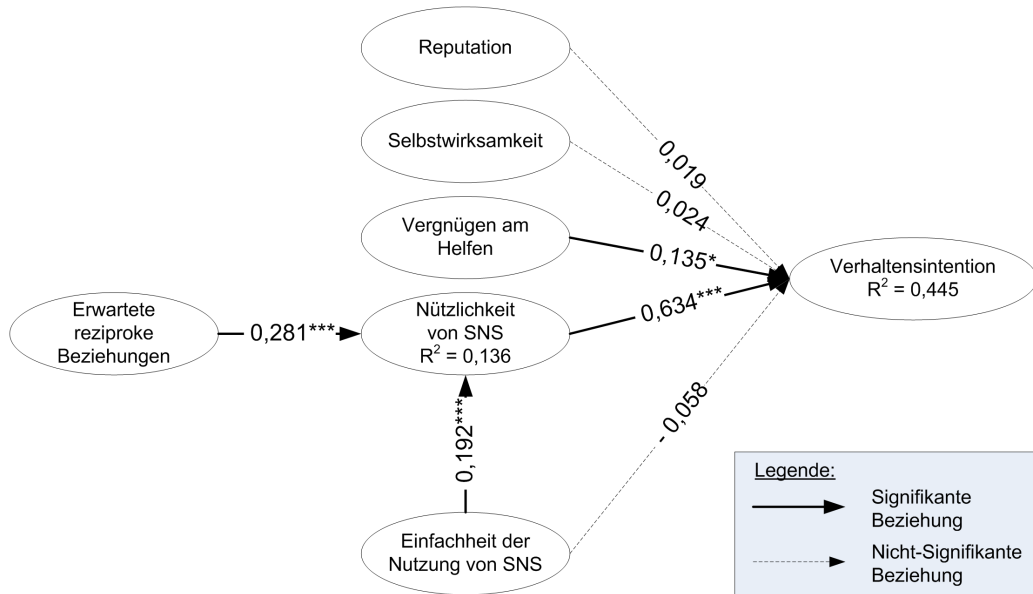 Reputation
Selbstwirksamkeit
Vergnügen am
Helfen
Erwartete
reziproke
Beziehungen
Nützlichkeit
von SNS
R² = 0,136
Einfachheit der
Nutzung von SNS
Verhaltensintention
R² = 0,445
0,019
0,024
0,135*
0,634***
0,281***
0,192***
- 0,058
Legende:
Signifikante
Beziehung
Nicht-Signifikante
Beziehung